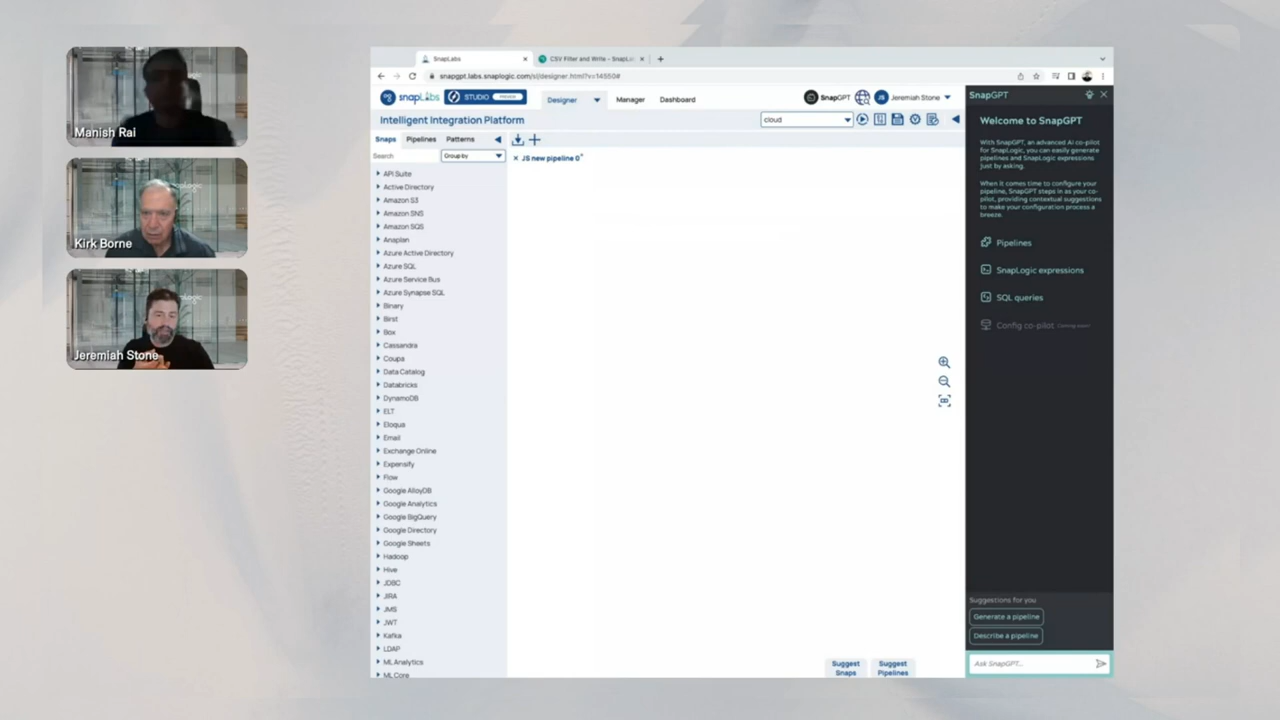 Manish Rai
Kirk Borne
Jeremiah Stone
SnapLabs
CSV Filter and Write - SnapLo
snapgpt.labs.snaplogic.com/sl/designer.html?v=14550#
snapLabs
STUDIO
Designer
Manager
Dashboard
SnapGPT
Jeremiah Stone
Intelligent Integration Platform
cloud
Snaps
Pipelines
Patterns
Search
Group by
JS new pipeline 0*
API Suite
Active Directory
Amazon S3
Amazon SNS
Amazon SQS
Anaplan
Azure Active Directory
Azure SQL
Azure Service Bus
Azure Synapse SQL
Binary
Birst
Box
Cassandra
Coupa
Data Catalog
Databricks
DynamoDB
ELT
Eloqua
Email
Exchange Online
Expensify
Flow
Google AlloyDB
Google Analytics
Google BigQuery
Google Directory
Google Sheets
Hadoop
Hive
JDBC
JIRA
JMS
JWT
Kafka
LDAP
ML Analytics
ML Core
Suggest
Snaps
Suggest
Pipelines
SnapGPT
Welcome to SnapGPT
With SnapGPT, an advanced AI co-pilot
for SnapLogic, you can easily generate
pipelines and SnapLogic expressions
just by asking.
When it comes time to configure your
pipeline, SnapGPT steps in as your co-
pilot, providing contextual suggestions
to make your configuration process a
breeze.
Pipelines
SnapLogic expressions
SQL queries
Config co-pilot Coming soon
Suggestions for you
Generate a pipeline
Describe a pipeline
Ask SnapGPT...